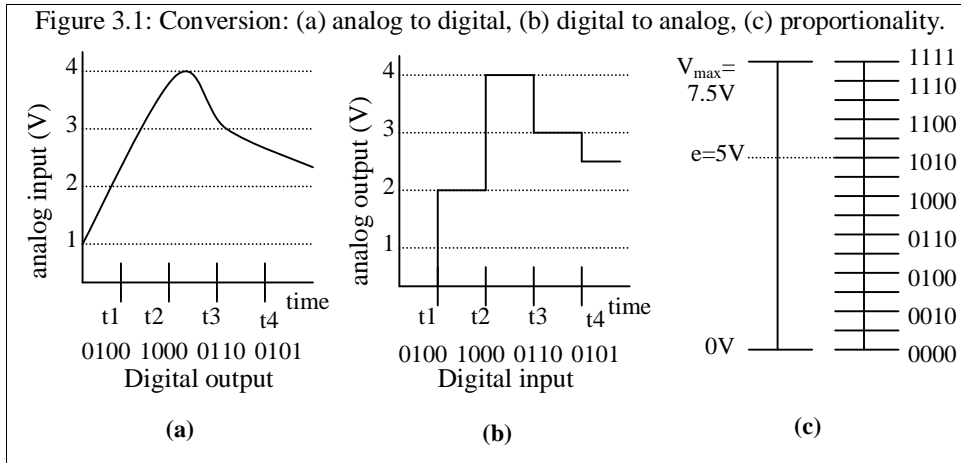 Figure 3.1: Conversion: (a) analog to digital, (b) digital to analog, (c) proportionality.
analog input (V)
4
3
2
1
time
t1 t2 t3 t4
0100 1000 0110 0101
Digital output
(a)
analog output (V)
4
3
2
1
time
t1 t2 t3 t4
0100 1000 0110 0101
Digital input
(b)
Vmax=
7.5V
e=5V
0V
1111
1110
1100
1010
1000
0110
0100
0010
0000
(c)